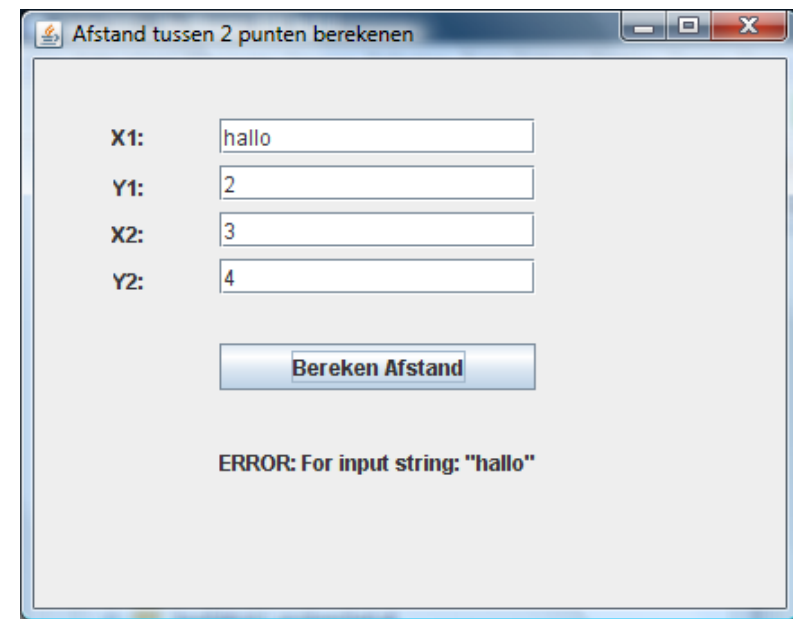 Afstand tussen 2 punten berekenen
X1: hallo
Y1: 2
X2: 3
Y2: 4
Bereken Afstand
ERROR: For input string: "hallo"